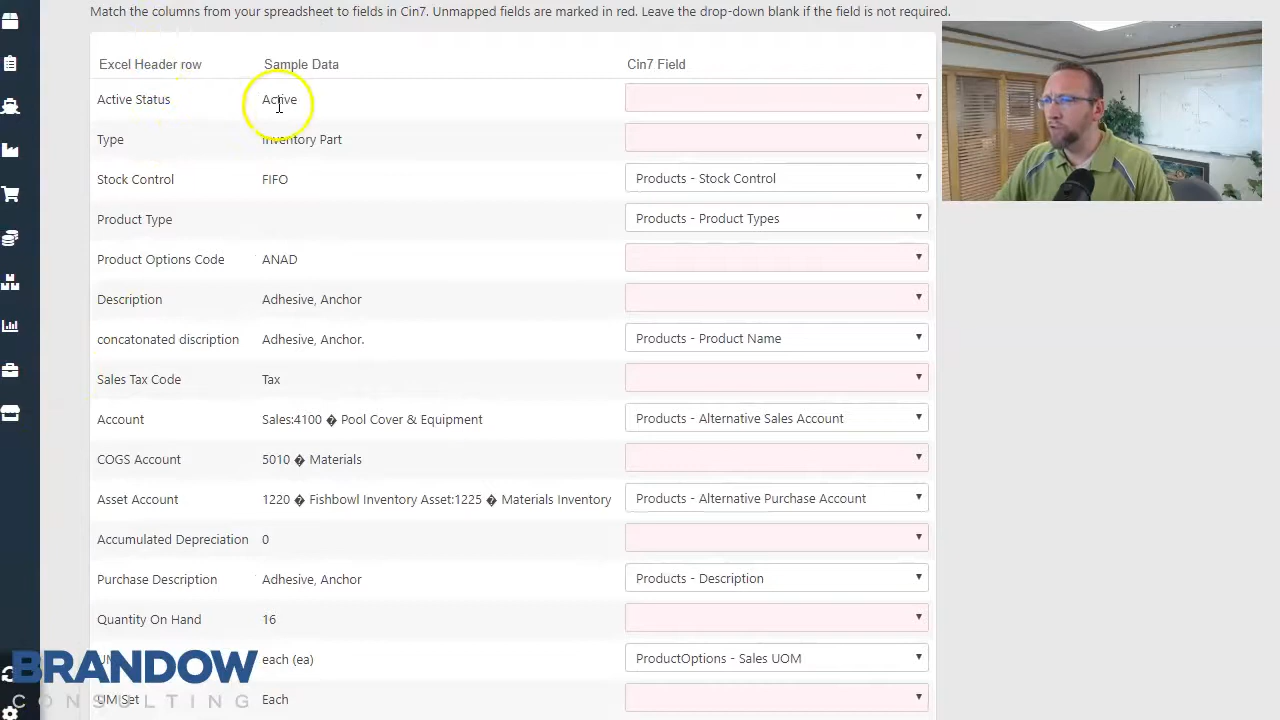 Match the columns from your spreadsheet to fields in Cin7. Unmapped fields are marked in red. Leave the drop-down blank if the field is not required.
Excel Header row Sample Data Cin7 Field
Active Status Active
Type Inventory Part
Stock Control FIFO Products - Stock Control
Product Type Products - Product Types
Product Options Code ANAD
Description Adhesive, Anchor
concatonated discription Adhesive, Anchor. Products - Product Name
Sales Tax Code Tax
Account Sales:4100 � Pool Cover & Equipment Products - Alternative Sales Account
COGS Account 5010 � Materials
Asset Account 1220 � Fishbowl Inventory Asset:1225 � Materials Inventory Products - Alternative Purchase Account
Accumulated Depreciation 0
Purchase Description Adhesive, Anchor Products - Description
Quantity On Hand 16
each (ea) ProductOptions - Sales UOM
UM Set Each
BRANDOW
CONSULTING